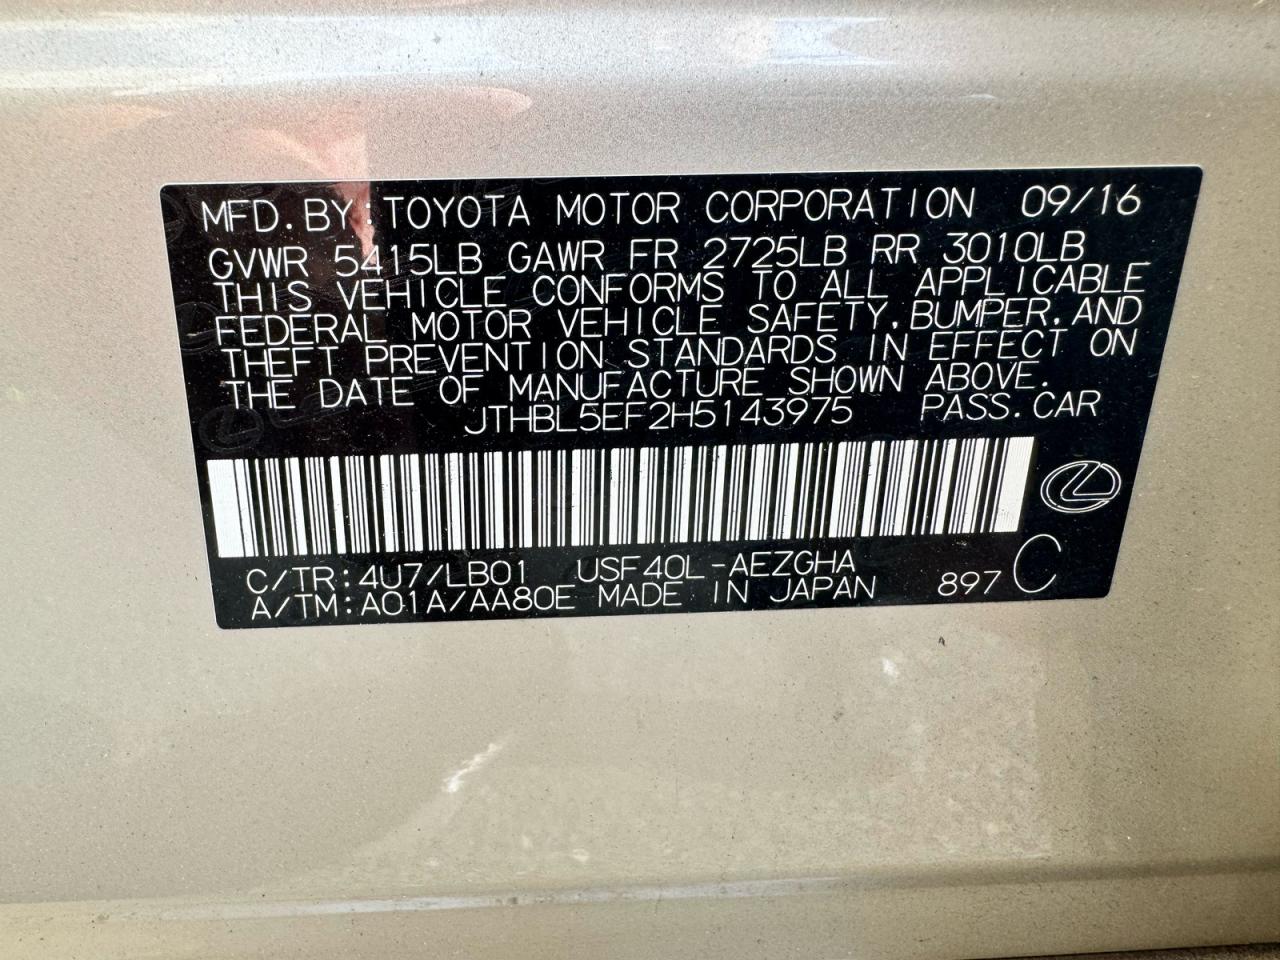 MFD. BY: TOYOTA MOTOR CORPORATION 09/16
GVWR 5415LB GAWR FR 2725LB RR 3010LB
THIS VEHICLE CONFORMS TO ALL APPLICABLE
FEDERAL MOTOR VEHICLE SAFETY, BUMPER, AND
THEFT PREVENTION STANDARDS IN EFFECT ON
THE DATE OF MANUFACTURE SHOWN ABOVE.
JTHBL5EF2H5143975 PASS. CAR
C/TR: 4U7/LB01 USF40L-AEZGHA
A/TM: A01A/AA80E MADE IN JAPAN 897 C